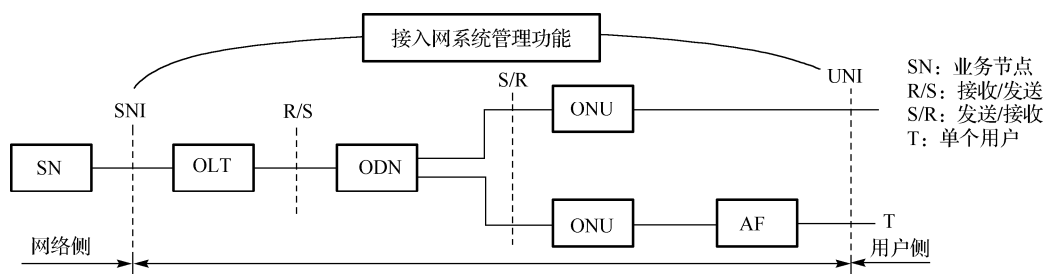 接入网系统管理功能
SNI
R/S
S/R
UNI
SN：业务节点
R/S：接收/发送
S/R：发送/接收
T：单个用户
SN
OLT
ODN
ONU
ONU
AF
T
网络侧
用户侧